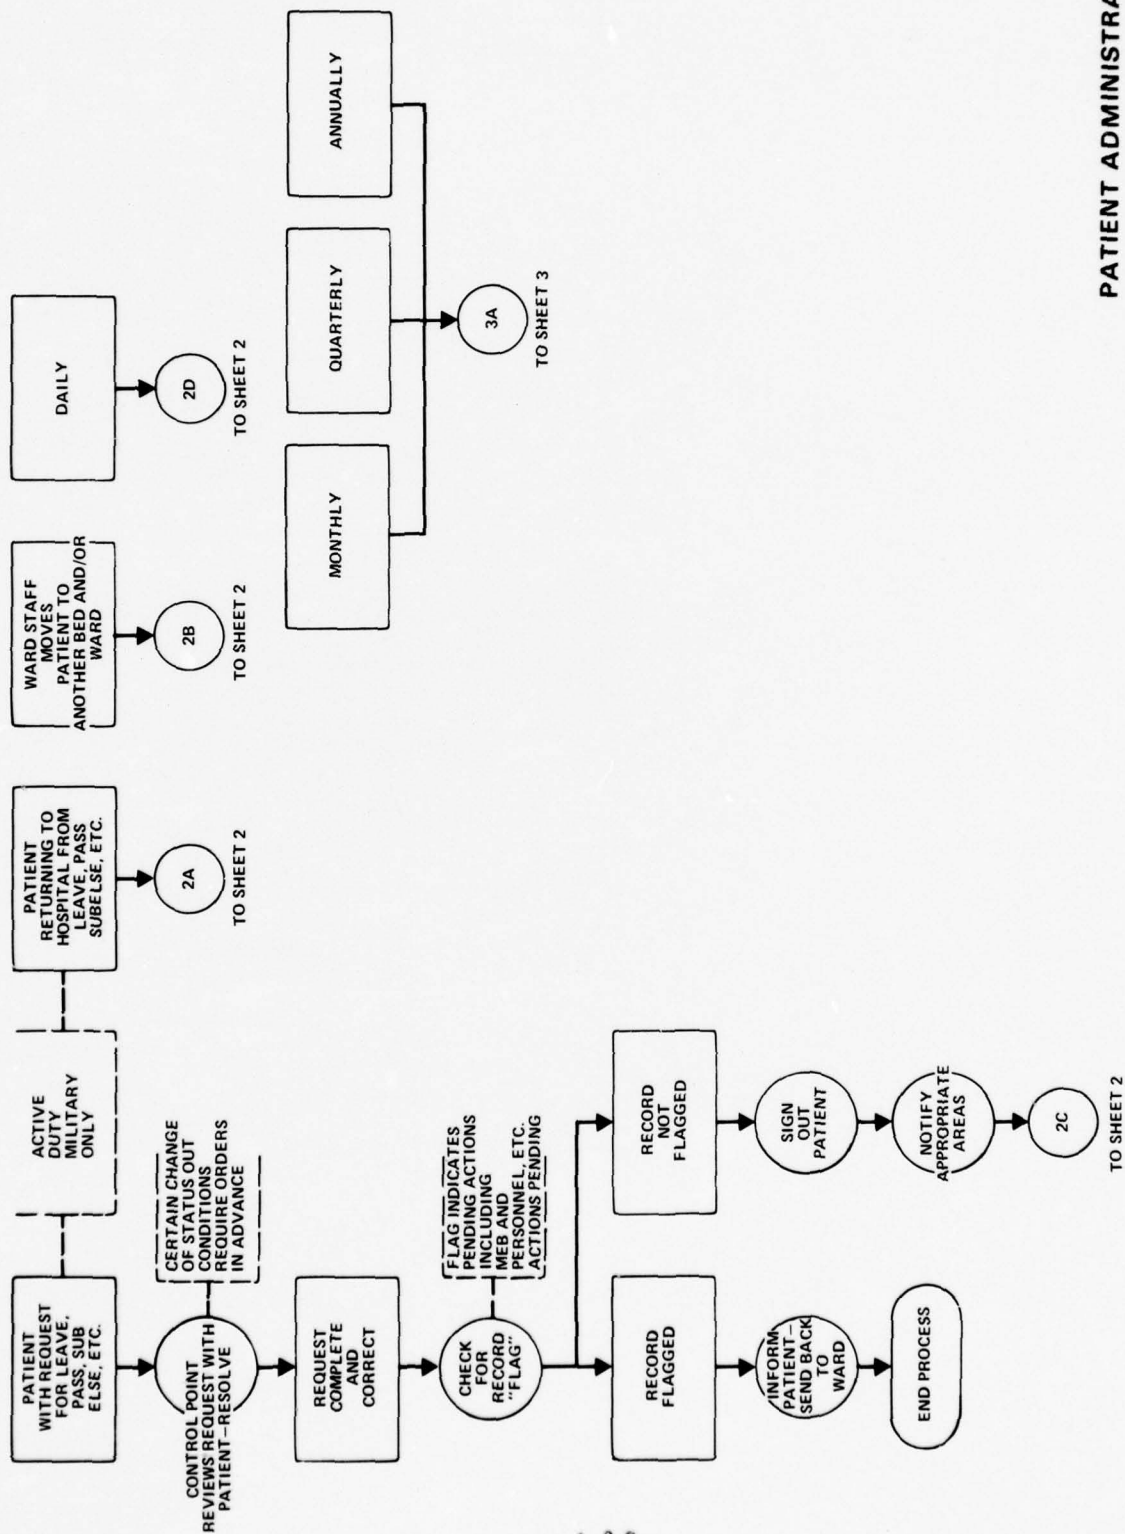 PATIENT
WITH REQUEST
FOR LEAVE,
PASS, SUB
ELSE, ETC.
ACTIVE
DUTY
MILITARY
ONLY
PATIENT
RETURNING TO
HOSPITAL FROM
LEAVE, PASS
SUBELSE, ETC.
WARD STAFF
MOVES
PATIENT TO
ANOTHER BED AND/OR
WARD
DAILY
CONTROL POINT
REVIEWS REQUEST WITH
PATIENT–RESOLVE
CERTAIN CHANGE
OF STATUS OUT
CONDITIONS
REQUIRE ORDERS
IN ADVANCE
2A
TO SHEET 2
2B
TO SHEET 2
2D
TO SHEET 2
REQUEST
COMPLETE
AND
CORRECT
MONTHLY
QUARTERLY
ANNUALLY
CHECK
FOR
RECORD
"FLAG"
FLAG INDICATES
PENDING ACTIONS
INCLUDING
MEB AND
PERSONNEL, ETC.
ACTIONS PENDING
3A
TO SHEET 3
RECORD
FLAGGED
RECORD
NOT
FLAGGED
INFORM
PATIENT–
SEND BACK
TO
WARD
SIGN
OUT
PATIENT
END PROCESS
NOTIFY
APPROPRIATE
AREAS
2C
TO SHEET 2
PATIENT